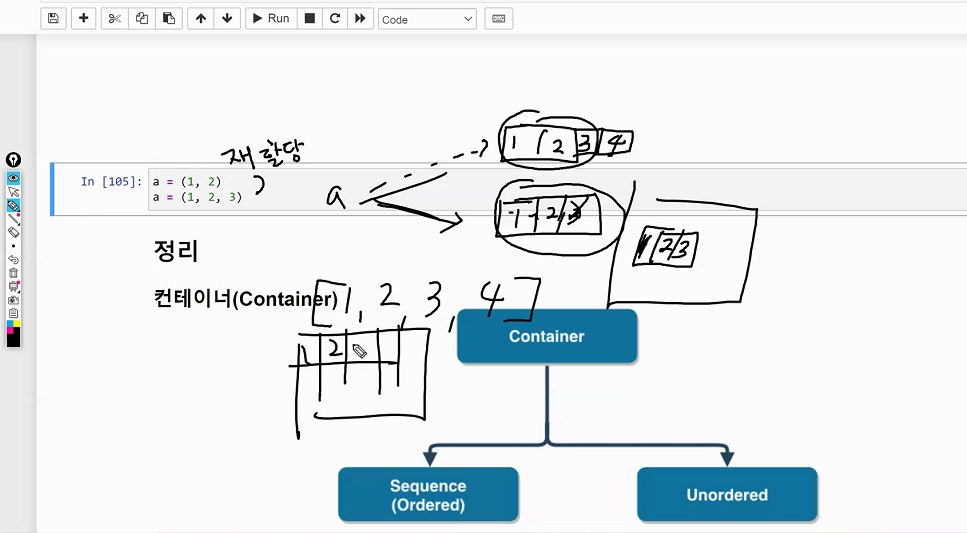 Run
Code
1 2 3 4
재 할당
In [105]: a = (1, 2)
a = (1, 2, 3)
a
1 2 3
1 2 3
정리
컨테이너(Container)
[1, 2, 3, 4]
1 2
Container
Sequence
(Ordered)
Unordered